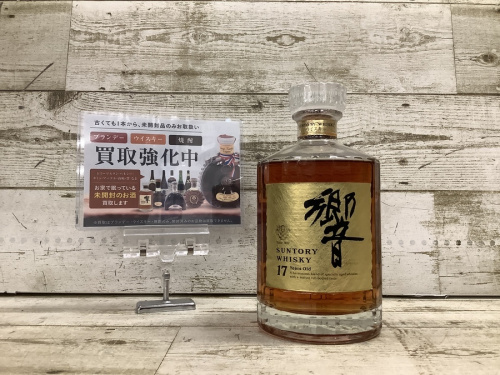 古くても1本から、未開封品のみお取扱い
ブランデー ウイスキー 焼酎
買取強化中
お家で眠っている
未開封のお酒
買取します
響
SUNTORY
WHISKY
17 Years Old